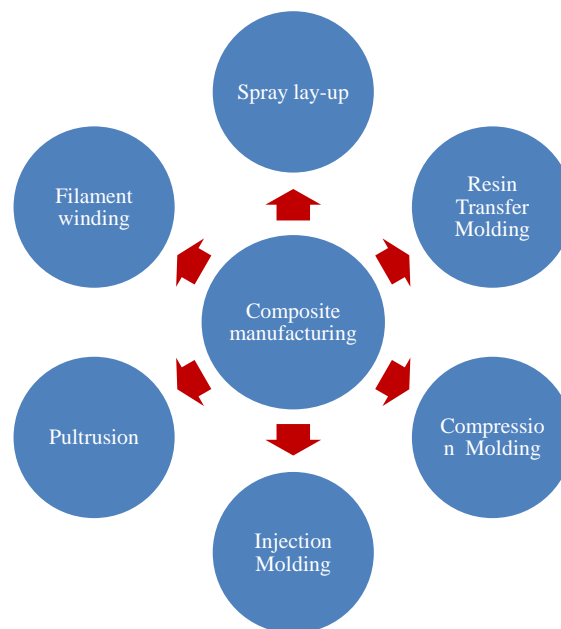 Spray lay-up
Filament
winding
Resin
Transfer
Molding
Composite
manufacturing
Pultrusion
Compressio
n  Molding
Injection
Molding